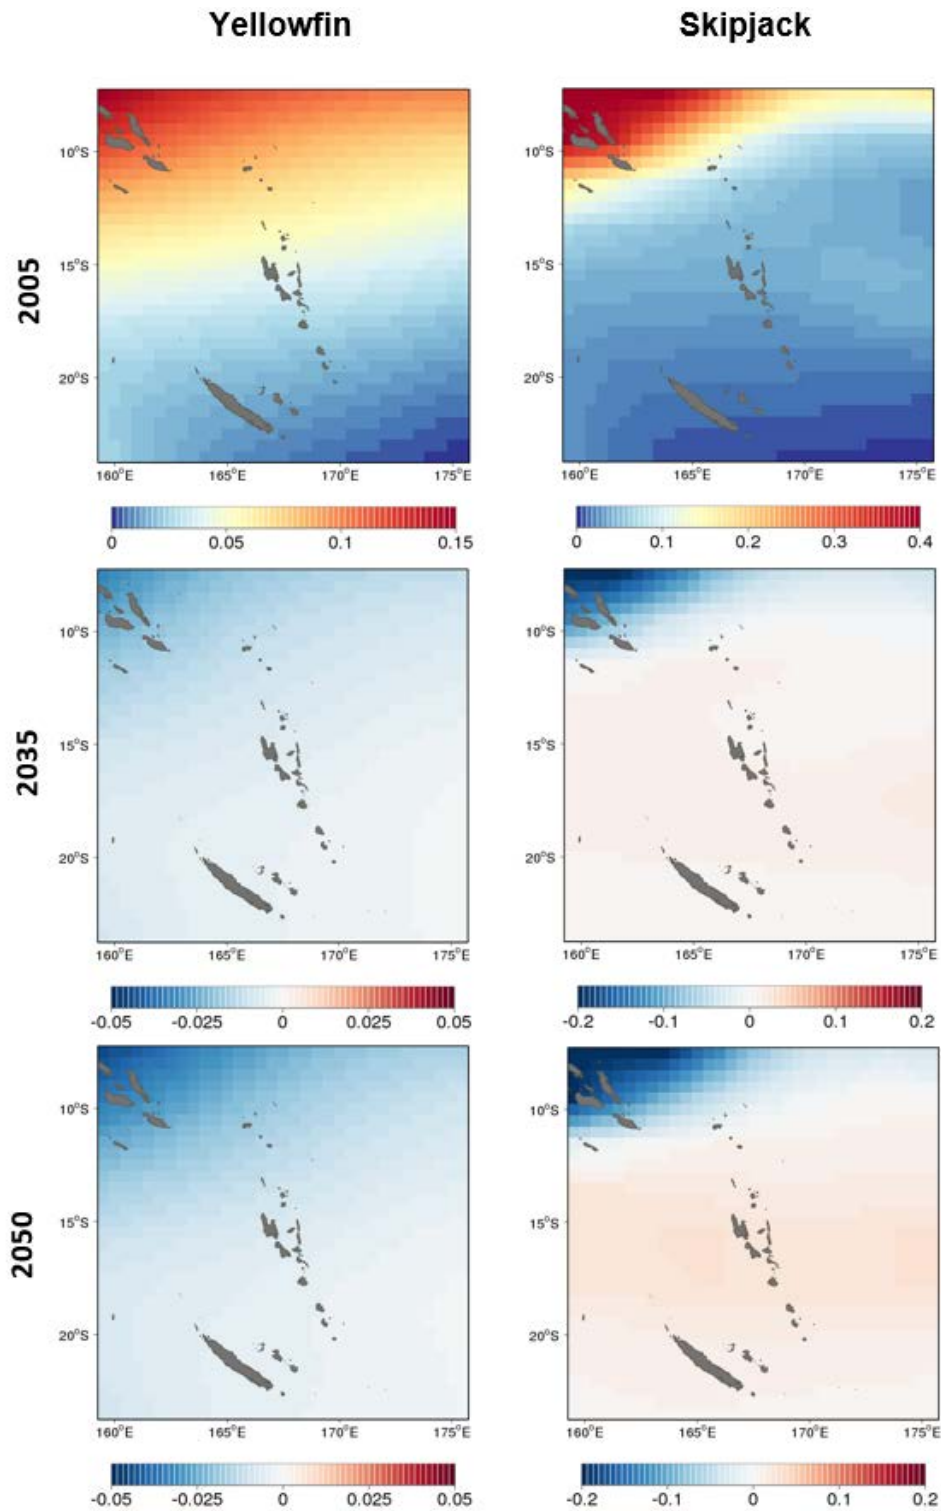 Yellowfin Skipjack
2005
10°S 10°S
15°S 15°S
20°S 20°S
160°E 165°E 170°E 175°E 160°E 165°E 170°E 175°E
0 0.05 0.1 0.15 0 0.1 0.2 0.3 0.4
2035
10°S 10°S
15°S 15°S
20°S 20°S
160°E 165°E 170°E 175°E 160°E 165°E 170°E 175°E
-0.05 -0.025 0 0.025 0.05 -0.2 -0.1 0 0.1 0.2
2050
10°S 10°S
15°S 15°S
20°S 20°S
160°E 165°E 170°E 175°E 160°E 165°E 170°E 175°E
-0.05 -0.025 0 0.025 0.05 -0.2 -0.1 0 0.1 0.2